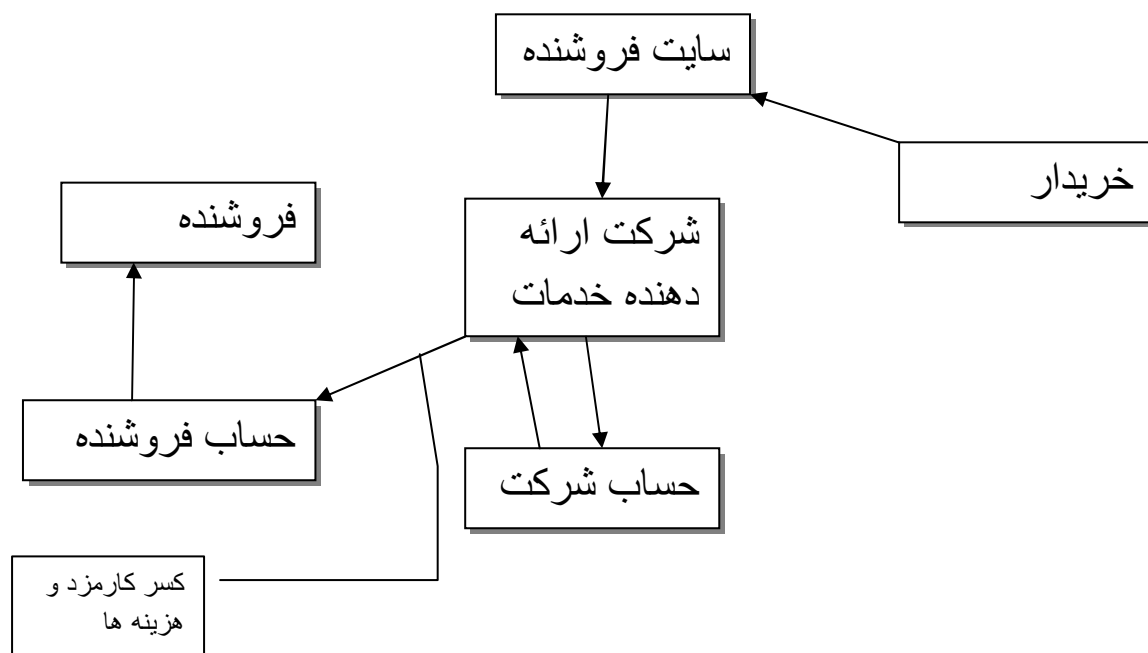 سایت فروشنده
خریدار
فروشنده
شرکت ارائه
دهنده خدمات
حساب فروشنده
حساب شرکت
کسر کارمزد و
هزینه ها